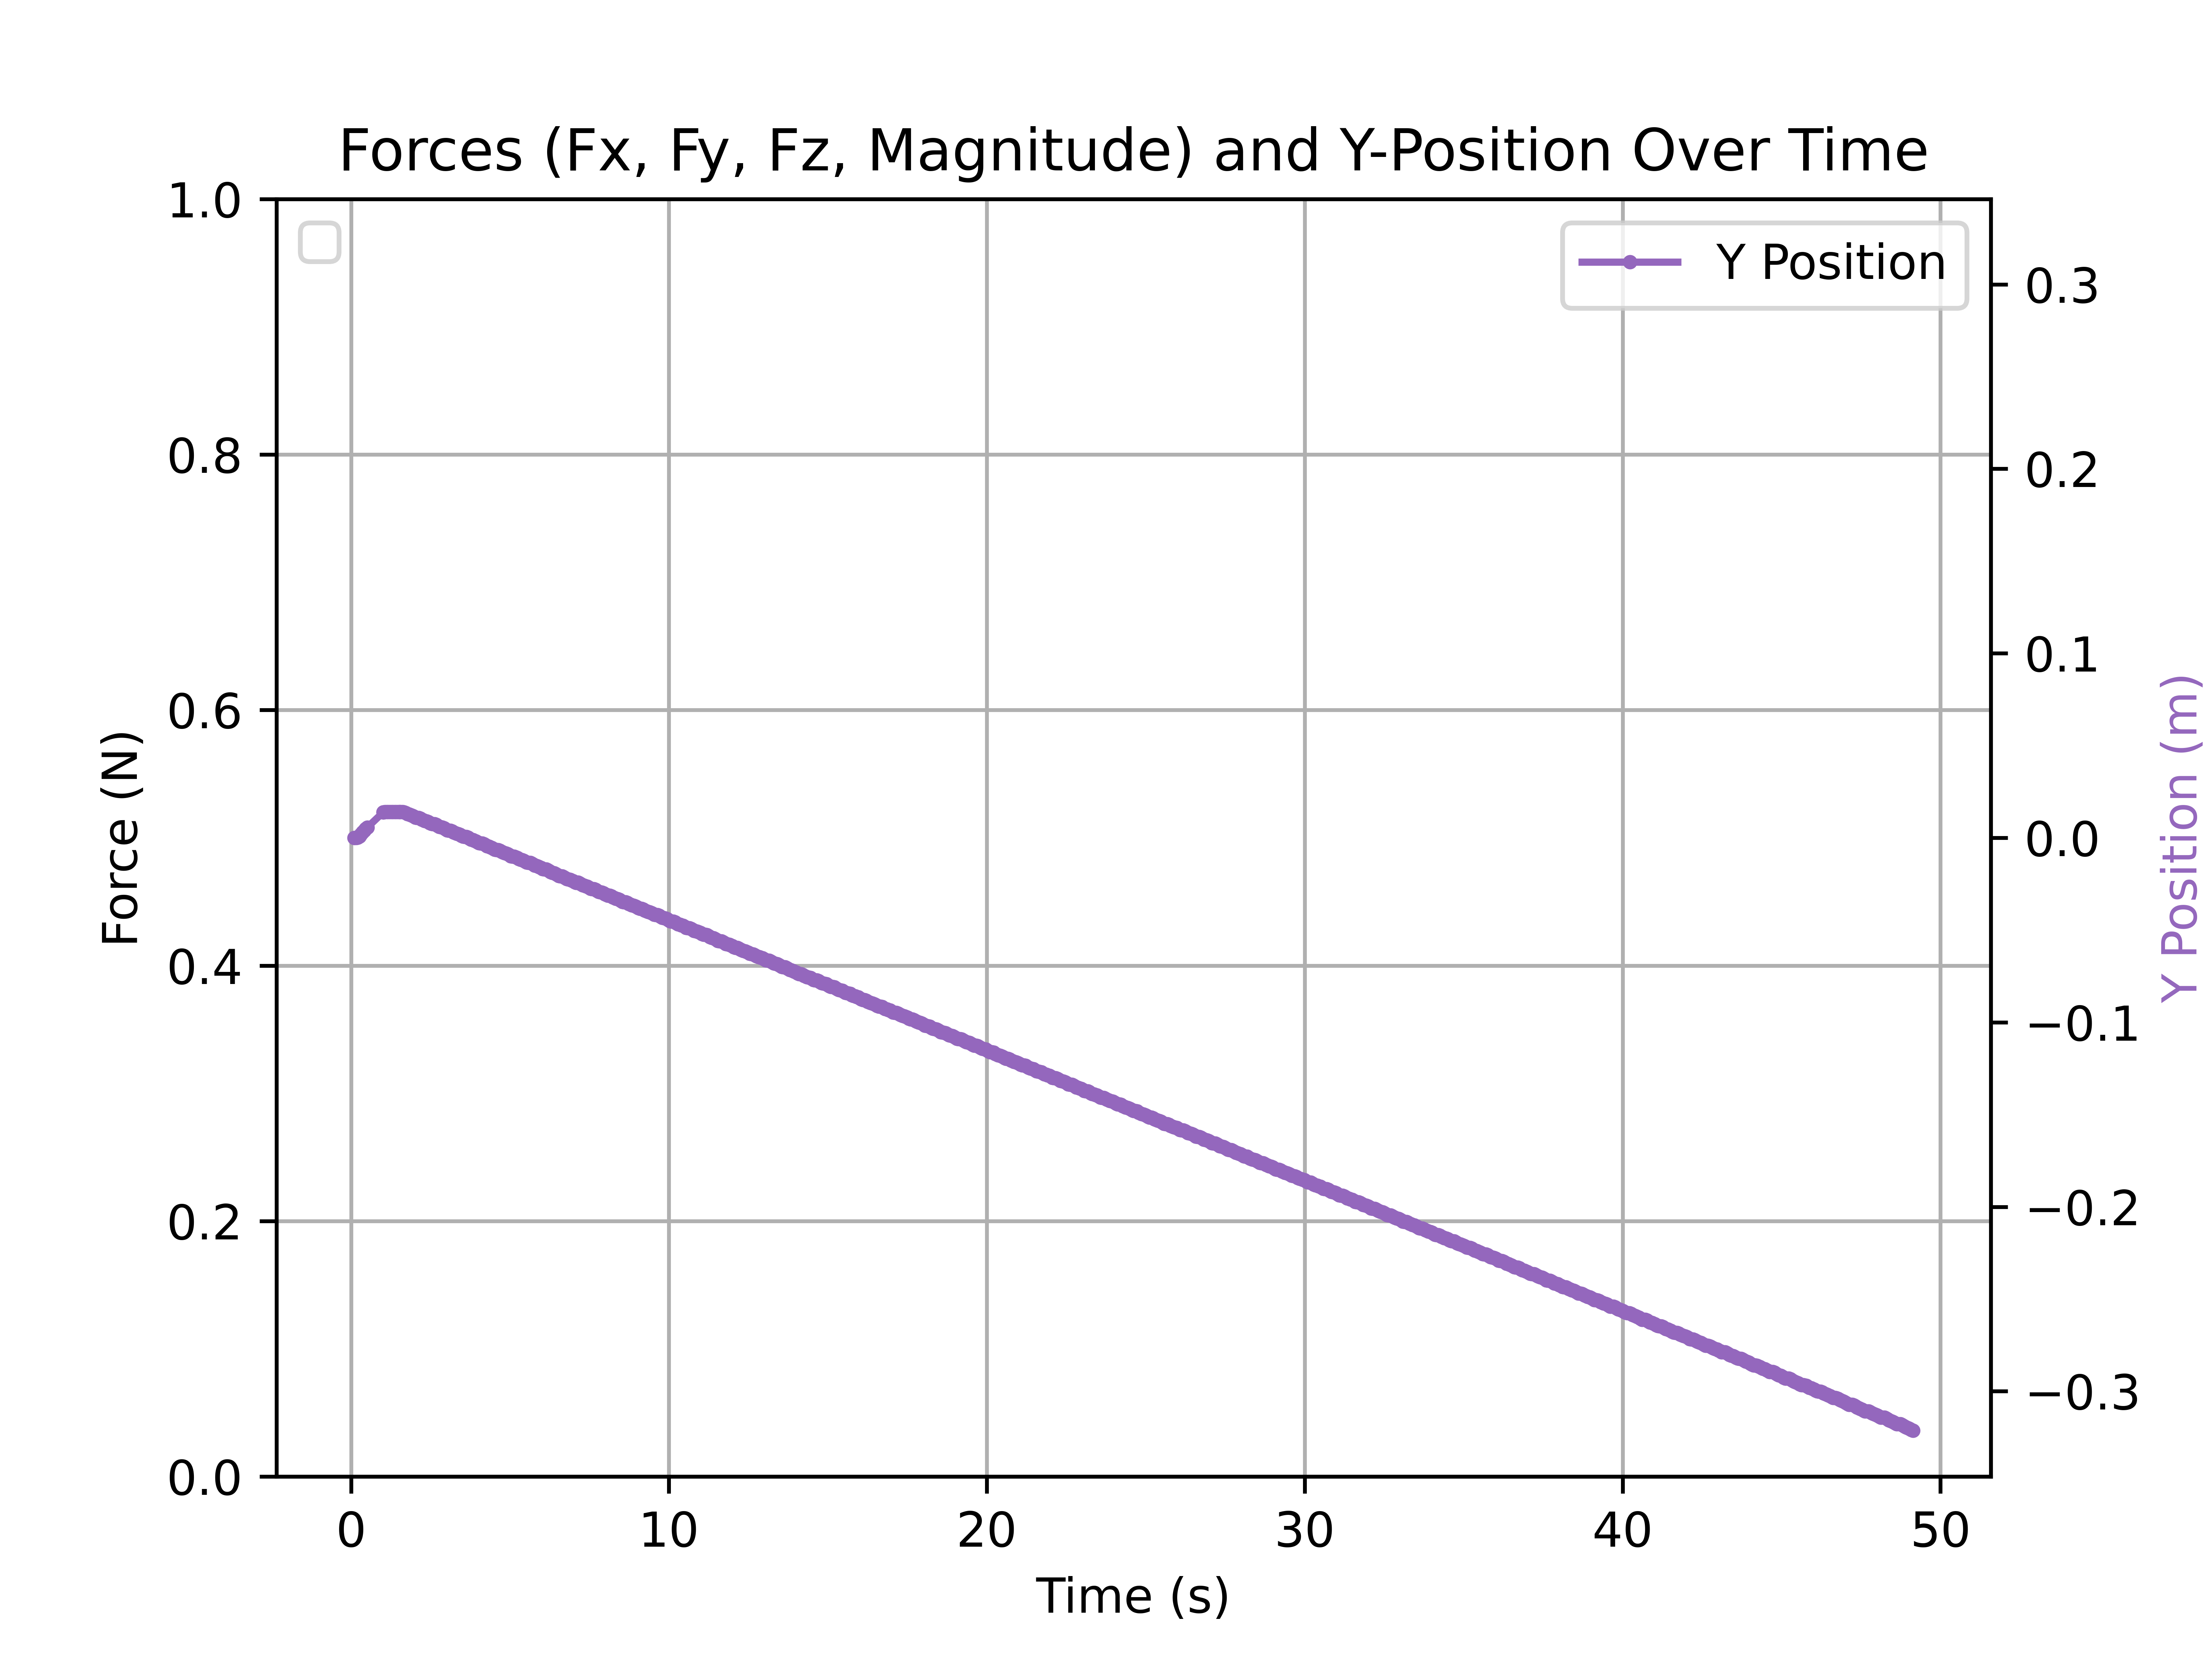 Forces (Fx, Fy, Fz, Magnitude) and Y-Position Over Time
Y Position
Force (N)
1.0
0.8
0.6
0.4
0.2
0.0
0.3
0.2
0.1
0.0
−0.1
−0.2
−0.3
Y Position (m)
0 10 20 30 40 50
Time (s)